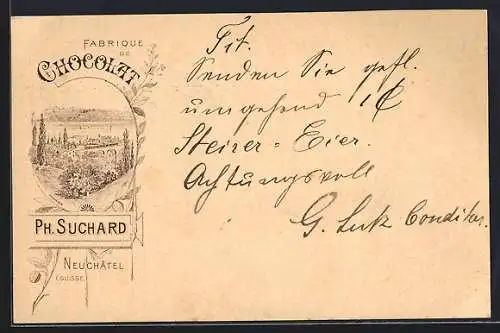 FABRIQUE
DE
CHOCOLAT
PH. SUCHARD
NEUCHÂTEL
(SUISSE)
Tit.
Senden Sie gefl.
umgehend 1
Steirer = Eier.
Achtungsvoll
G. Lutz Conditor.